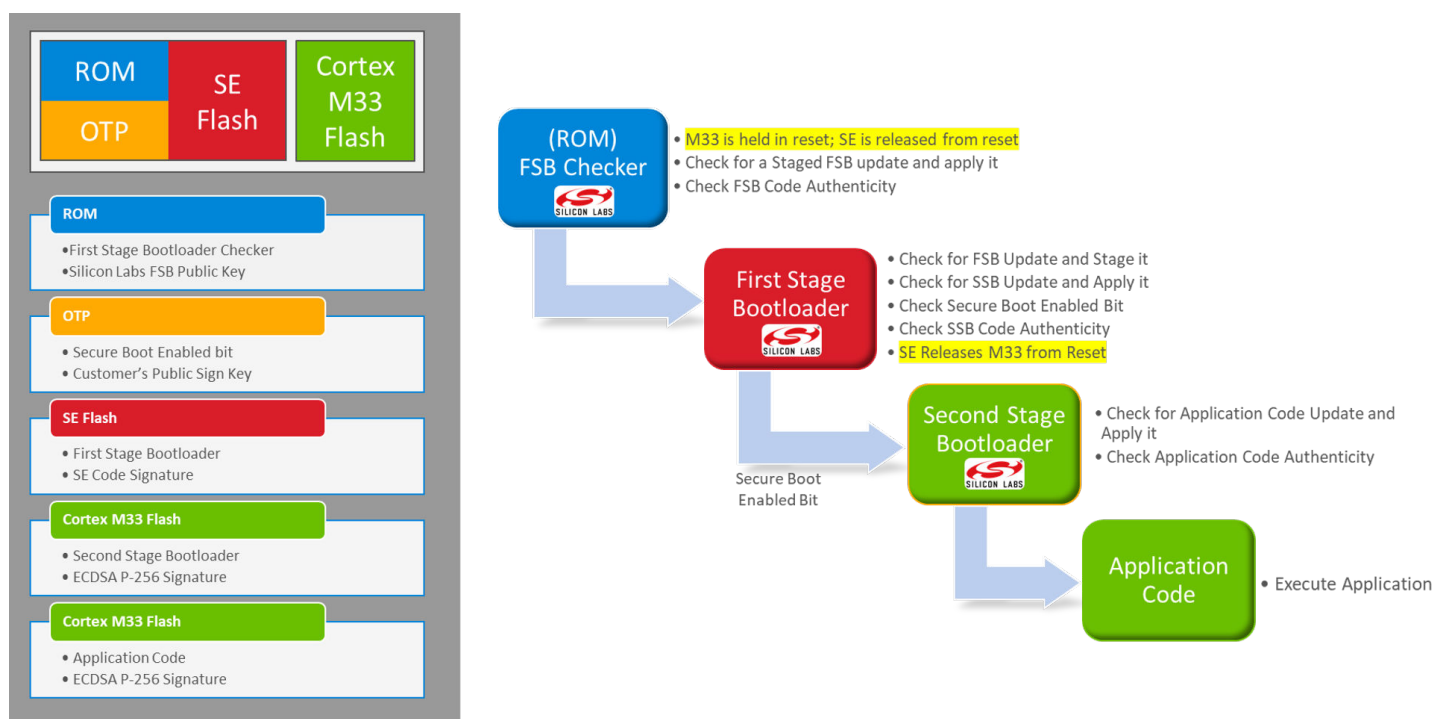 ROM
OTP
SE
Flash
Cortex
M33
Flash
ROM
•First Stage Bootloader Checker
•Silicon Labs FSB Public Key
OTP
• Secure Boot Enabled bit
• Customer's Public Sign Key
SE Flash
• First Stage Bootloader
• SE Code Signature
Cortex M33 Flash
• Second Stage Bootloader
• ECDSA P-256 Signature
Cortex M33 Flash
• Application Code
• ECDSA P-256 Signature
(ROM)
FSB Checker
SILICON LABS
• M33 is held in reset; SE is released from reset
• Check for a Staged FSB update and apply it
• Check FSB Code Authenticity
First Stage
Bootloader
SILICON LABS
• Check for FSB Update and Stage it
• Check for SSB Update and Apply it
• Check Secure Boot Enabled Bit
• Check SSB Code Authenticity
• SE Releases M33 from Reset
Secure Boot
Enabled Bit
Second Stage
Bootloader
SILICON LABS
• Check for Application Code Update and
Apply it
• Check Application Code Authenticity
Application
Code
• Execute Application